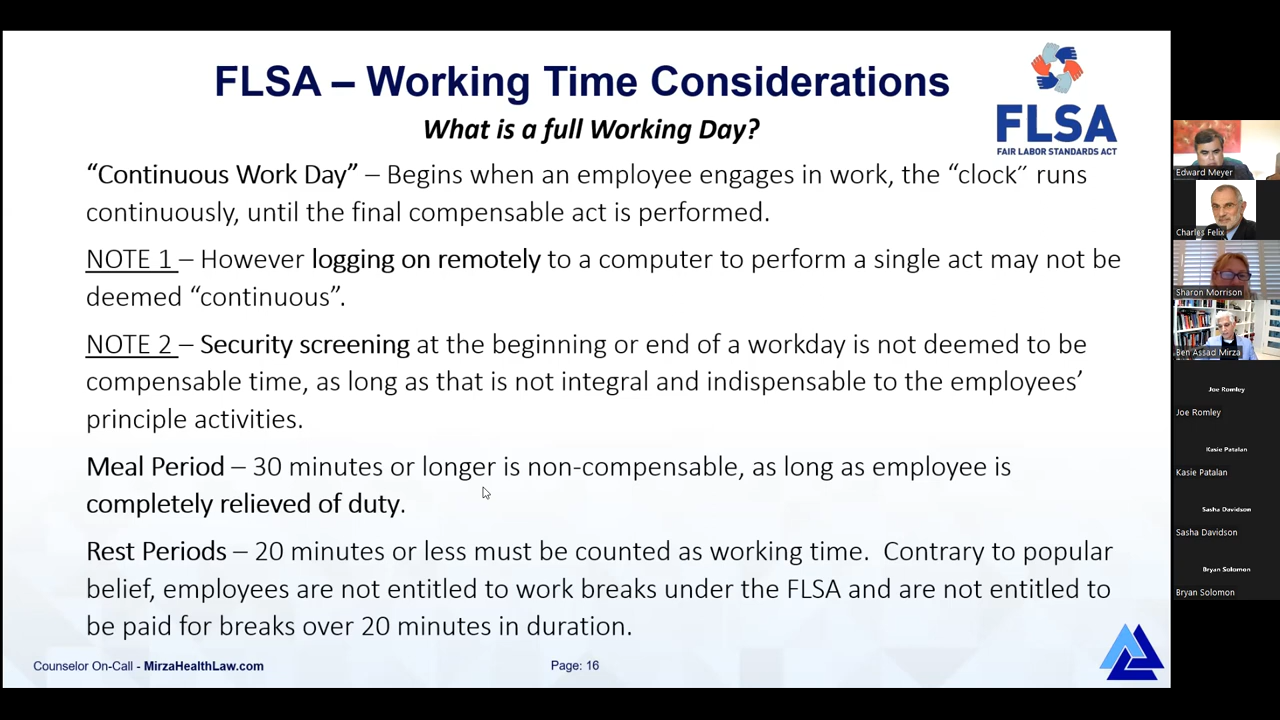 FLSA – Working Time Considerations
What is a full Working Day?
FLSA
FAIR LABOR STANDARDS ACT
“Continuous Work Day” – Begins when an employee engages in work, the “clock” runs
continuously, until the final compensable act is performed.
NOTE 1 – However logging on remotely to a computer to perform a single act may not be
deemed “continuous”.
NOTE 2 – Security screening at the beginning or end of a workday is not deemed to be
compensable time, as long as that is not integral and indispensable to the employees’
principle activities.
Meal Period – 30 minutes or longer is non-compensable, as long as employee is
completely relieved of duty.
Rest Periods – 20 minutes or less must be counted as working time. Contrary to popular
belief, employees are not entitled to work breaks under the FLSA and are not entitled to
be paid for breaks over 20 minutes in duration.
Counselor On-Call - MirzaHealthLaw.com
Page: 16
Edward Meyer
Charles Felix
Sharon Morrison
Ben Assad Mirza
Joe Romley
Joe Romley
Kasie Patalan
Kasie Patalan
Sasha Davidson
Sasha Davidson
Bryan Solomon
Bryan Solomon